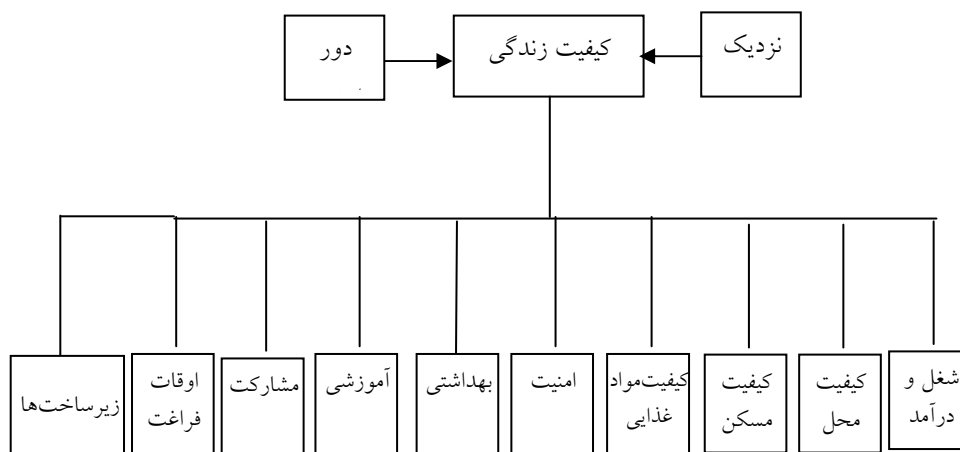 نزدیک
کیفیت زندگی
دور
شغل و
درآمد
کیفیت
محل
کیفیت
مسکن
کیفیت‌مواد
غذایی
امنیت
بهداشتی
آموزشی
مشارکت
اوقات
فراغت
زیرساخت‌ها